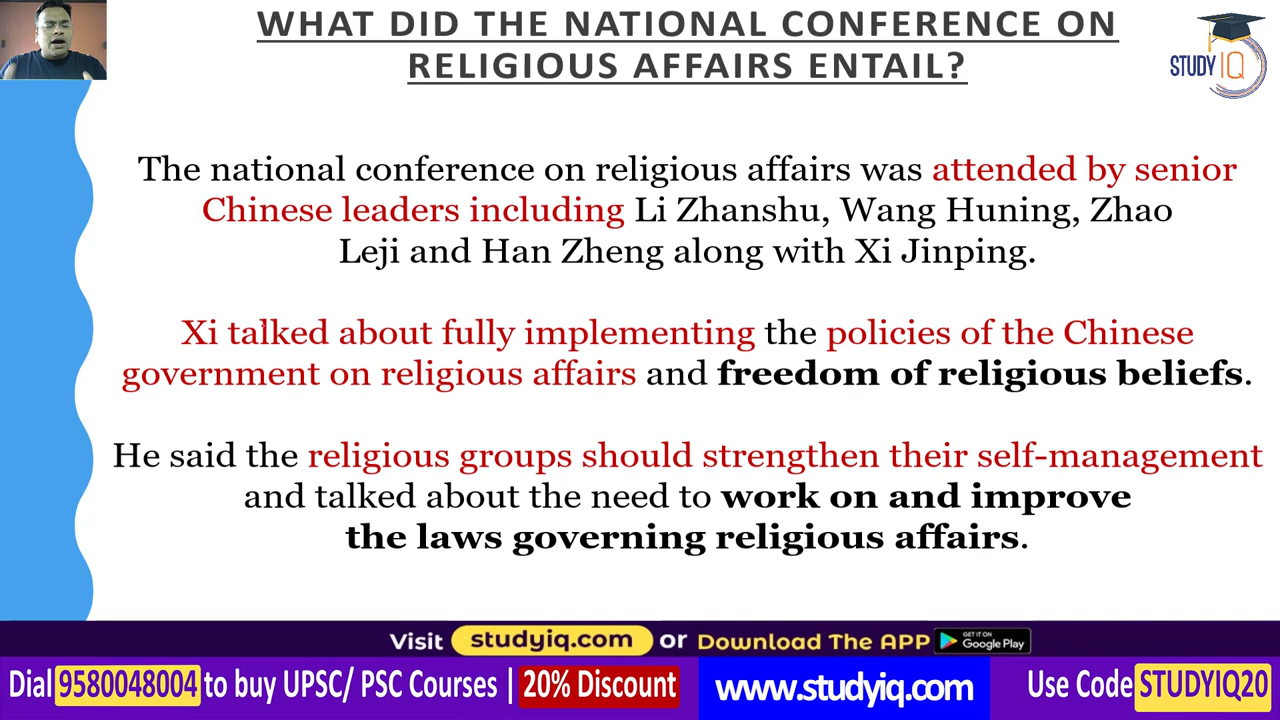 WHAT DID THE NATIONAL CONFERENCE ON
RELIGIOUS AFFAIRS ENTAIL?
STUDY IQ
The national conference on religious affairs was attended by senior
Chinese leaders including Li Zhanshu, Wang Huning, Zhao
Leji and Han Zheng along with Xi Jinping.
Xi talked about fully implementing the policies of the Chinese
government on religious affairs and freedom of religious beliefs.
He said the religious groups should strengthen their self-management
and talked about the need to work on and improve
the laws governing religious affairs.
Visit studyiq.com or Download The APP GET IT ON Google Play
Dial 9580048004 to buy UPSC/ PSC Courses | 20% Discount www.studyiq.com Use Code STUDYIQ20